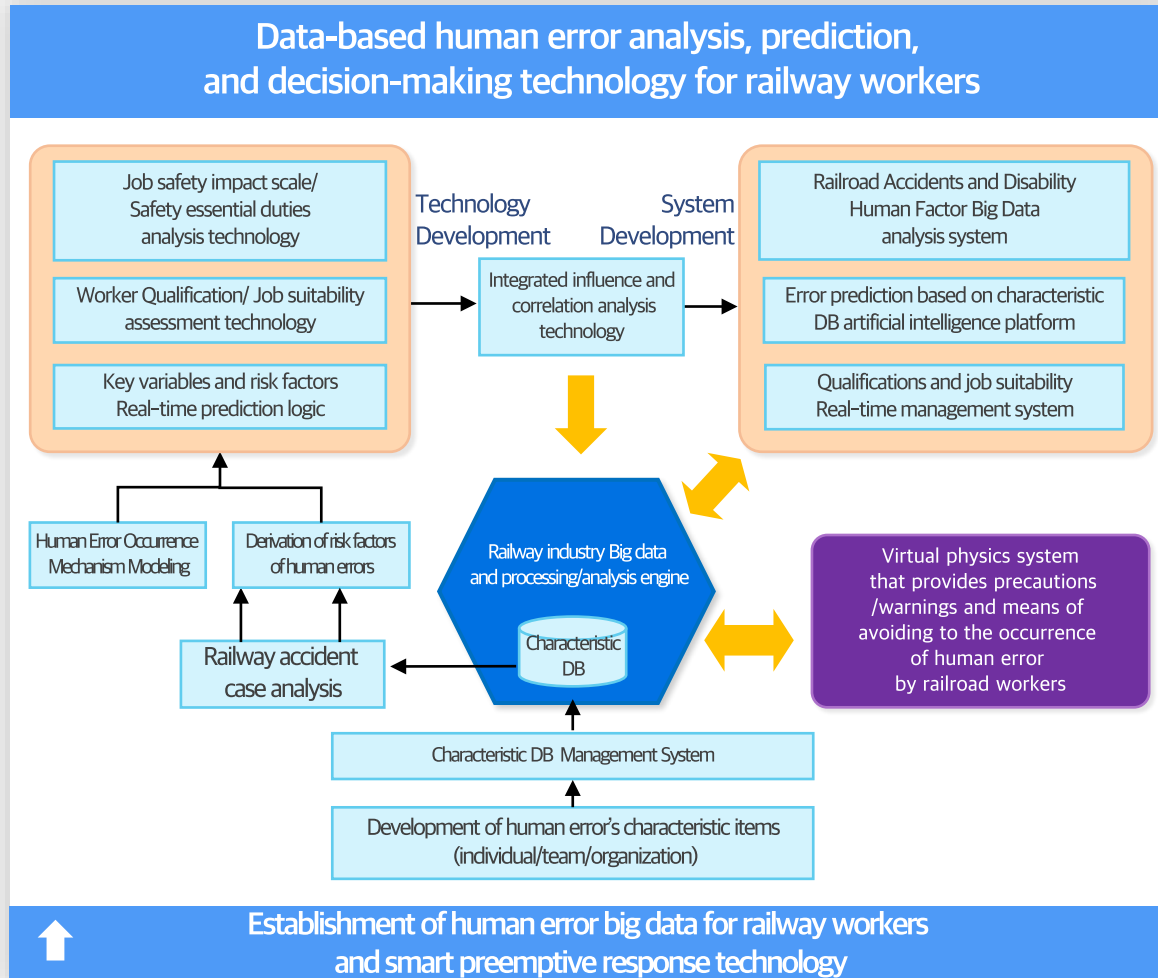 Data-based human error analysis, prediction,
and decision-making technology for railway workers
Job safety impact scale/
Safety essential duties
analysis technology
Worker Qualification/ Job suitability
assessment technology
Key variables and risk factors
Real-time prediction logic
Technology
Development
System
Development
Integrated influence and
correlation analysis
technology
Railroad Accidents and Disability
Human Factor Big Data
analysis system
Error prediction based on characteristic
DB artificial intelligence platform
Qualifications and job suitability
Real-time management system
Human Error Occurrence
Mechanism Modeling
Derivation of risk factors
of human errors
Railway accident
case analysis
Railway industry Big data
and processing/analysis engine
Characteristic
DB
Virtual physics system
that provides precautions
/warnings and means of
avoiding to the occurrence
of human error
by railroad workers
Characteristic DB Management System
Development of human error's characteristic items
(individual/team/organization)
Establishment of human error big data for railway workers
and smart preemptive response technology